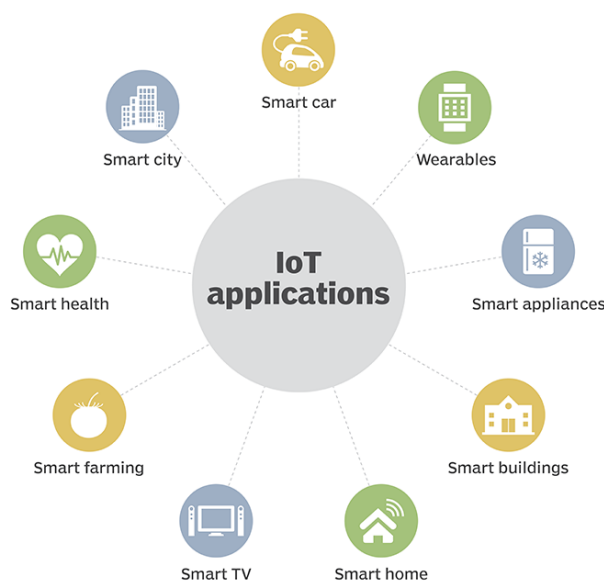 Smart car
Smart city
Wearables
IoT
applications
Smart health
Smart appliances
Smart farming
Smart buildings
Smart TV
Smart home